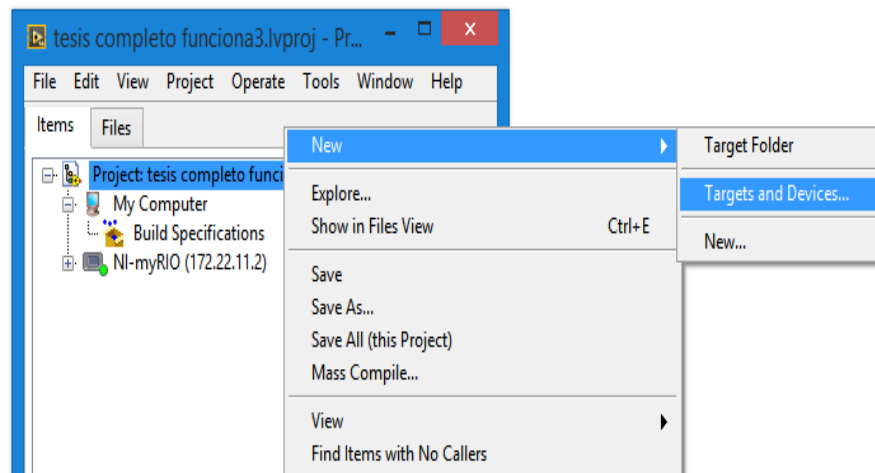 tesis completo funciona3.lvproj - Pr...
File Edit View Project Operate Tools Window Help
Items Files
Project: tesis completo funci
My Computer
Build Specifications
NI-myRIO (172.22.11.2)
New
Explore...
Show in Files View Ctrl+E
Save
Save As...
Save All (this Project)
Mass Compile...
View
Find Items with No Callers
Target Folder
Targets and Devices...
New...